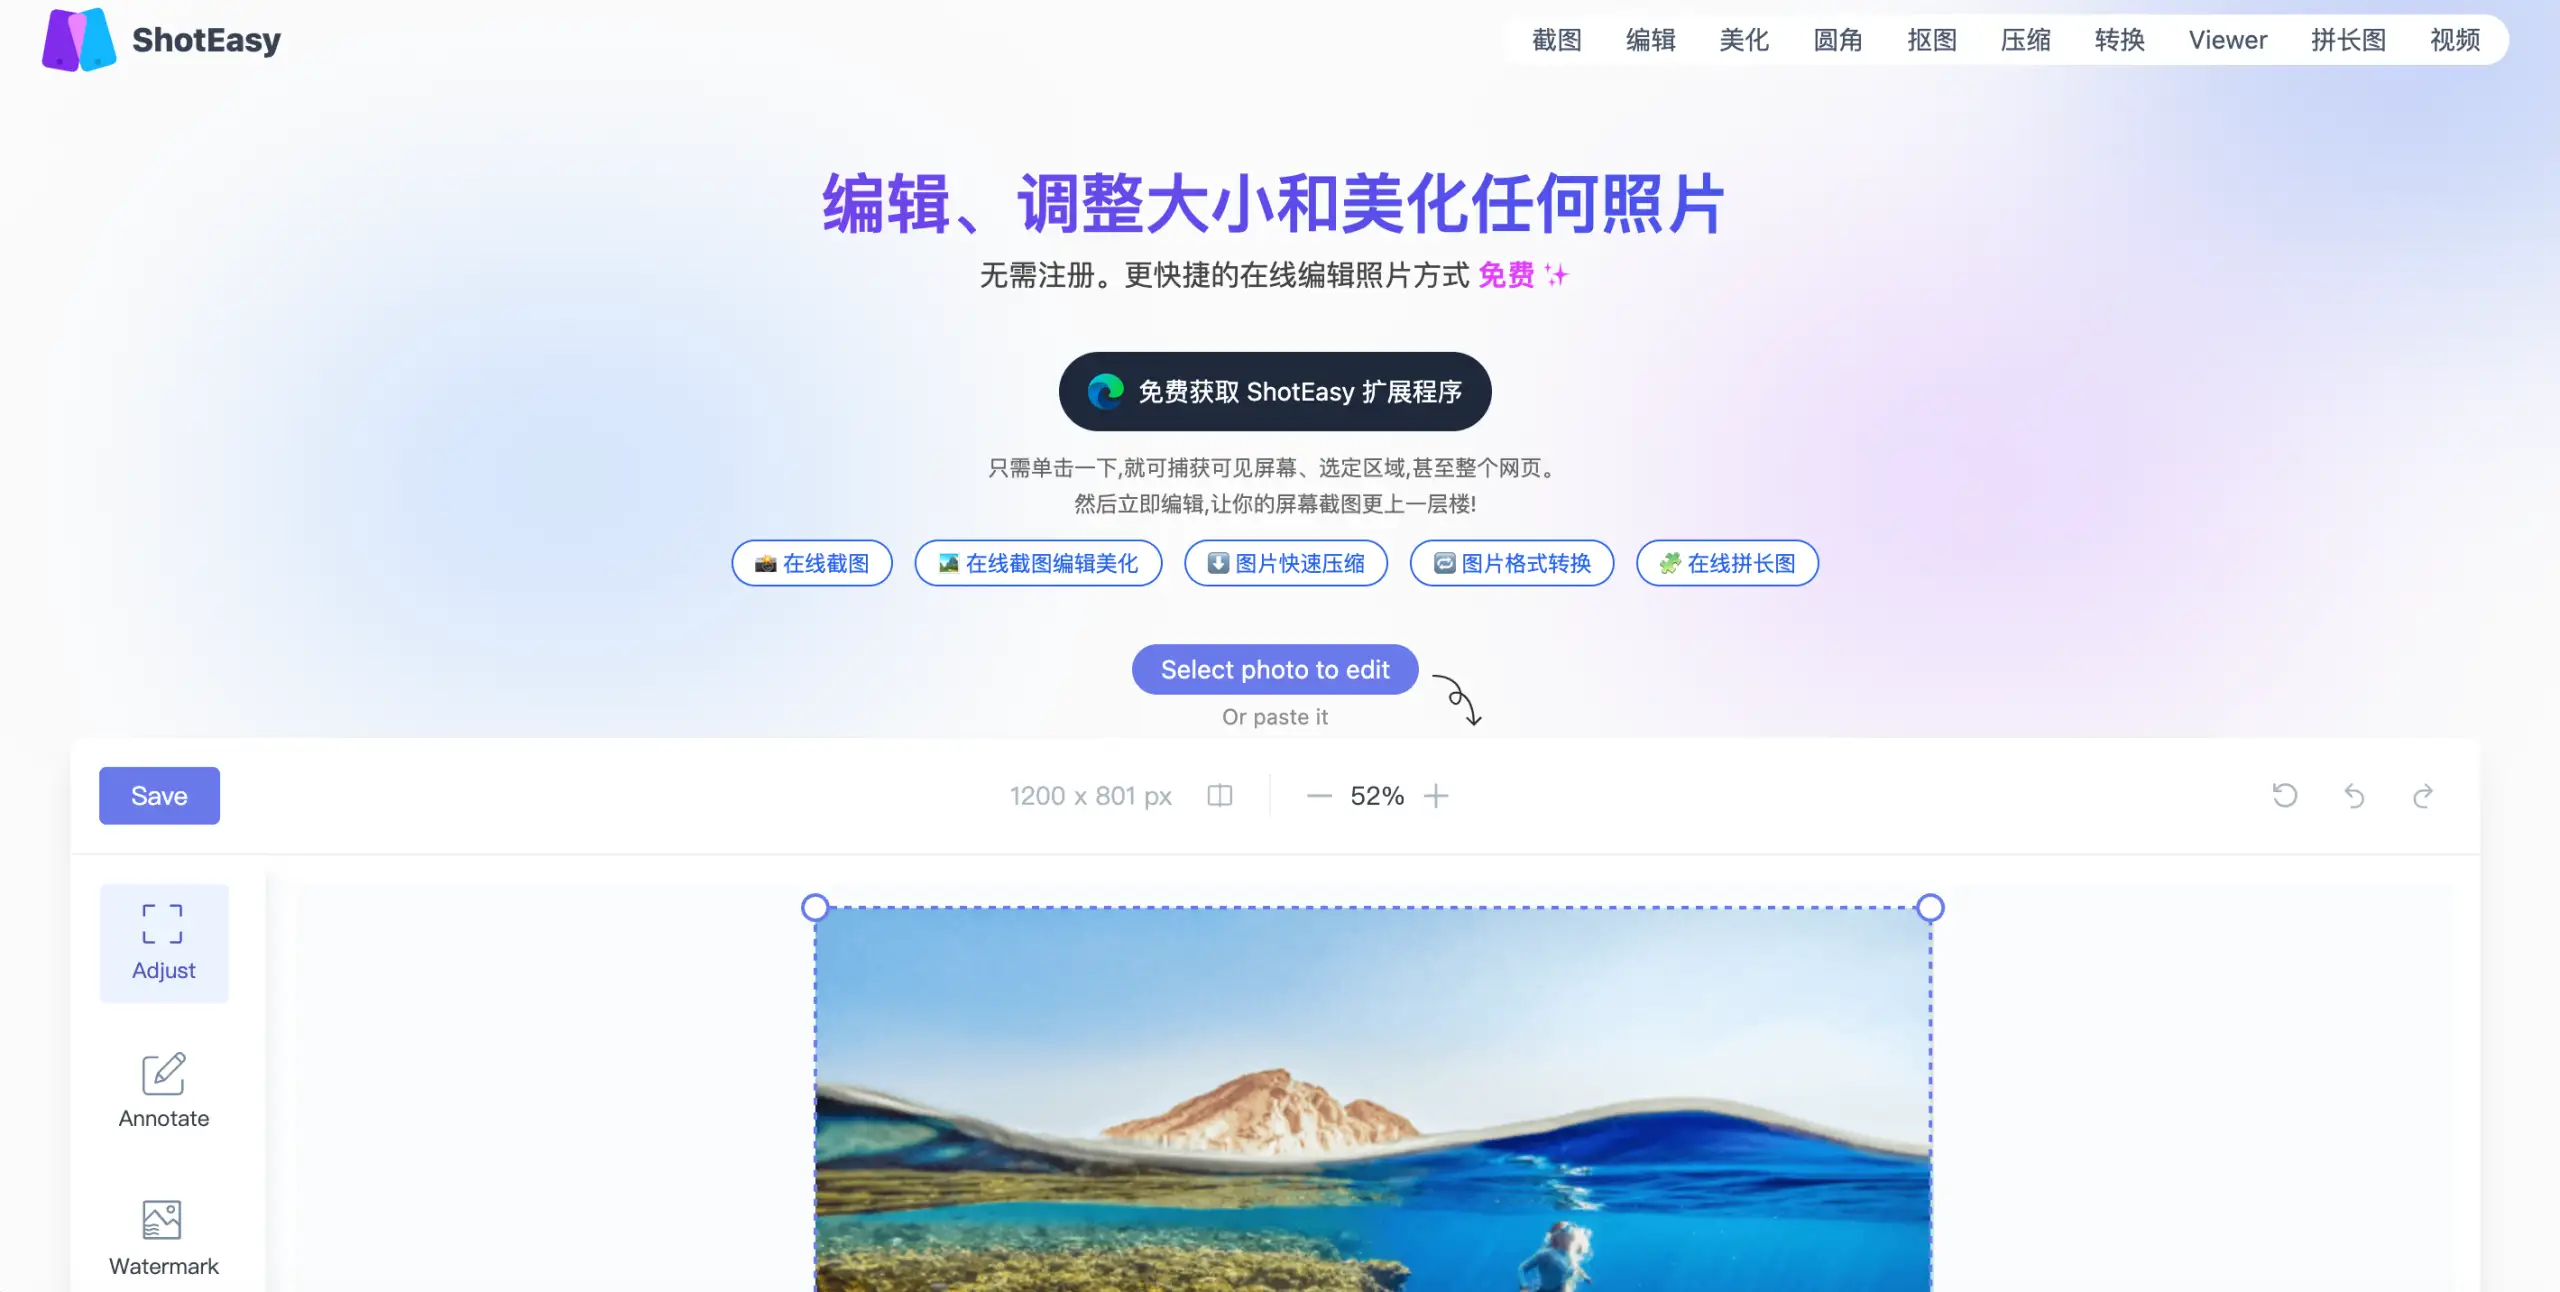 ShotEasy
截图 编辑 美化 圆角 抠图 压缩 转换 Viewer 拼长图 视频
编辑、调整大小和美化任何照片
无需注册。更快捷的在线编辑照片方式 免费 ✨
免费获取 ShotEasy 扩展程序
只需单击一下,就可捕获可见屏幕、选定区域,甚至整个网页。
然后立即编辑,让你的屏幕截图更上一层楼!
📸 在线截图 🏞️ 在线截图编辑美化 ⬇️ 图片快速压缩 🔁 图片格式转换 🧩 在线拼长图
Select photo to edit
Or paste it
Save 1200 x 801 px 52%
Adjust
Annotate
Watermark